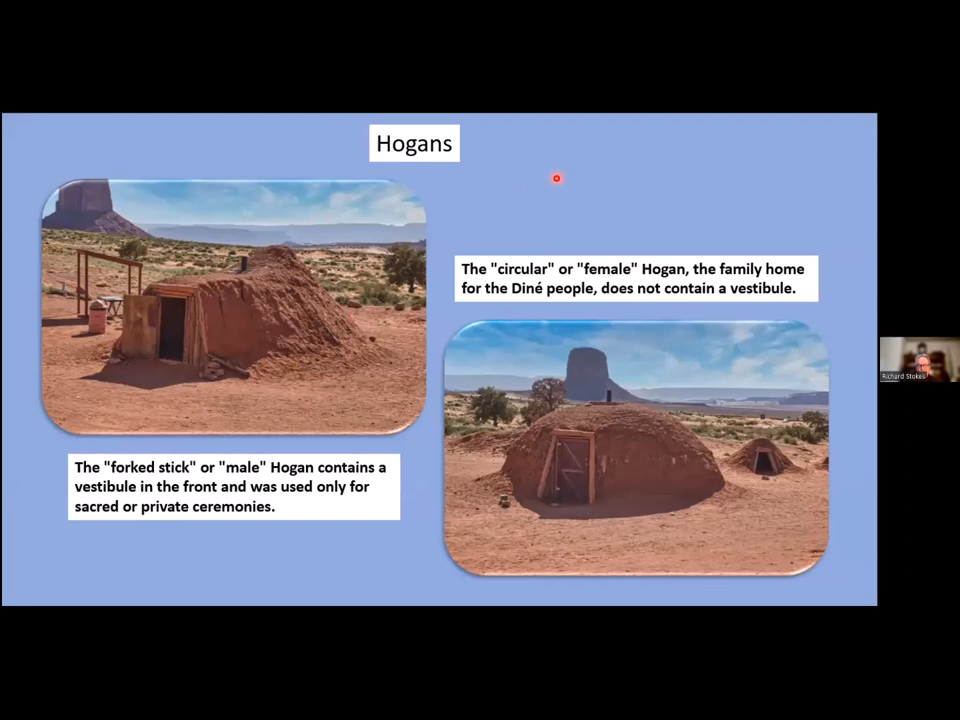 Hogans
The "circular" or "female" Hogan, the family home
for the Diné people, does not contain a vestibule.
The "forked stick" or "male" Hogan contains a
vestibule in the front and was used only for
sacred or private ceremonies.
Richard Stokes